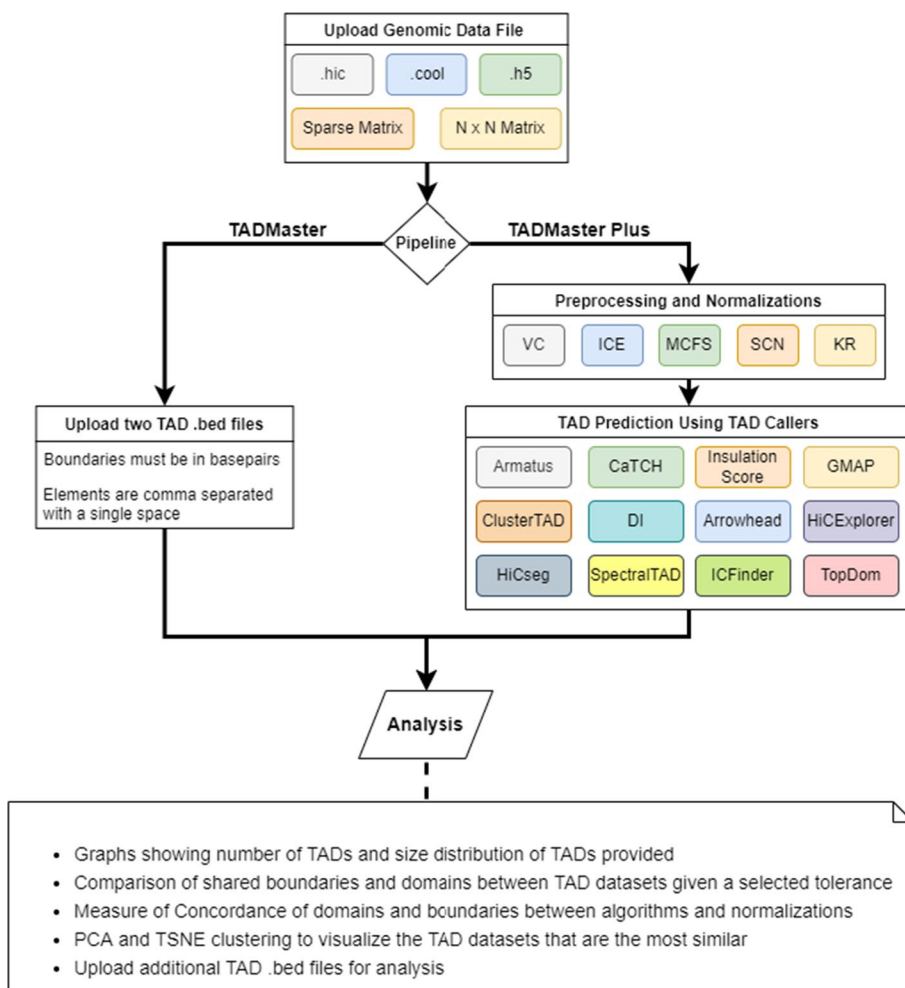 Upload Genomic Data File
.hic
.cool
.h5
Sparse Matrix
N x N Matrix
Pipeline
TADMaster
TADMaster Plus
Preprocessing and Normalizations
VC
ICE
MCFS
SCN
KR
Upload two TAD .bed files
Boundaries must be in basepairs
Elements are comma separated
with a single space
TAD Prediction Using TAD Callers
Armatus
CaTCH
Insulation
Score
GMAP
ClusterTAD
DI
Arrowhead
HiCExplorer
HiCseg
SpectralTAD
ICFinder
TopDom
Analysis
• Graphs showing number of TADs and size distribution of TADs provided
• Comparison of shared boundaries and domains between TAD datasets given a selected tolerance
• Measure of Concordance of domains and boundaries between algorithms and normalizations
• PCA and TSNE clustering to visualize the TAD datasets that are the most similar
• Upload additional TAD .bed files for analysis